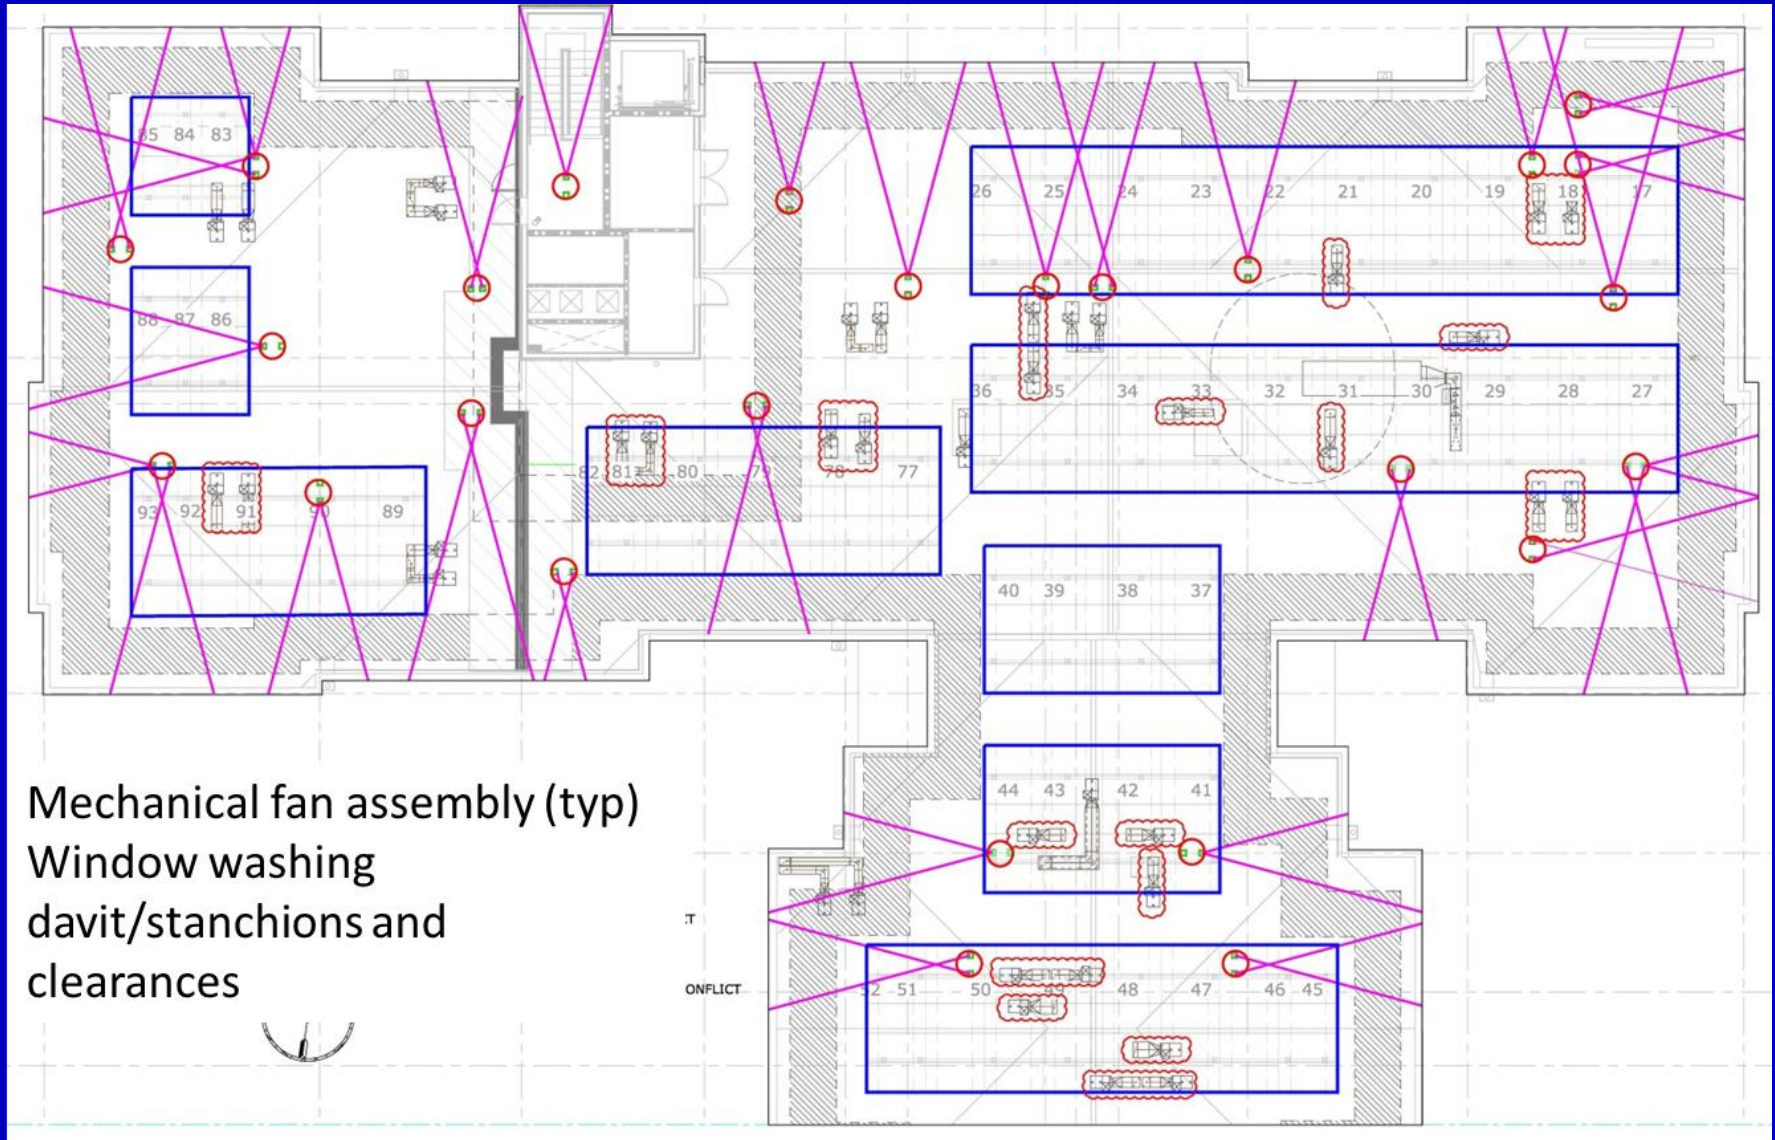 85 84 83
26 25 24 23 22 21 20 19 18 17
88 87 86
36 35 34 33 32 31 30 29 28 27
82 81 80 79 78 77
93 92 91 90 89
40 39 38 37
44 43 42 41
Mechanical fan assembly (typ)
Window washing
davit/stanchions and
clearances
:T
ONFLICT
52 51 50 49 48 47 46 45